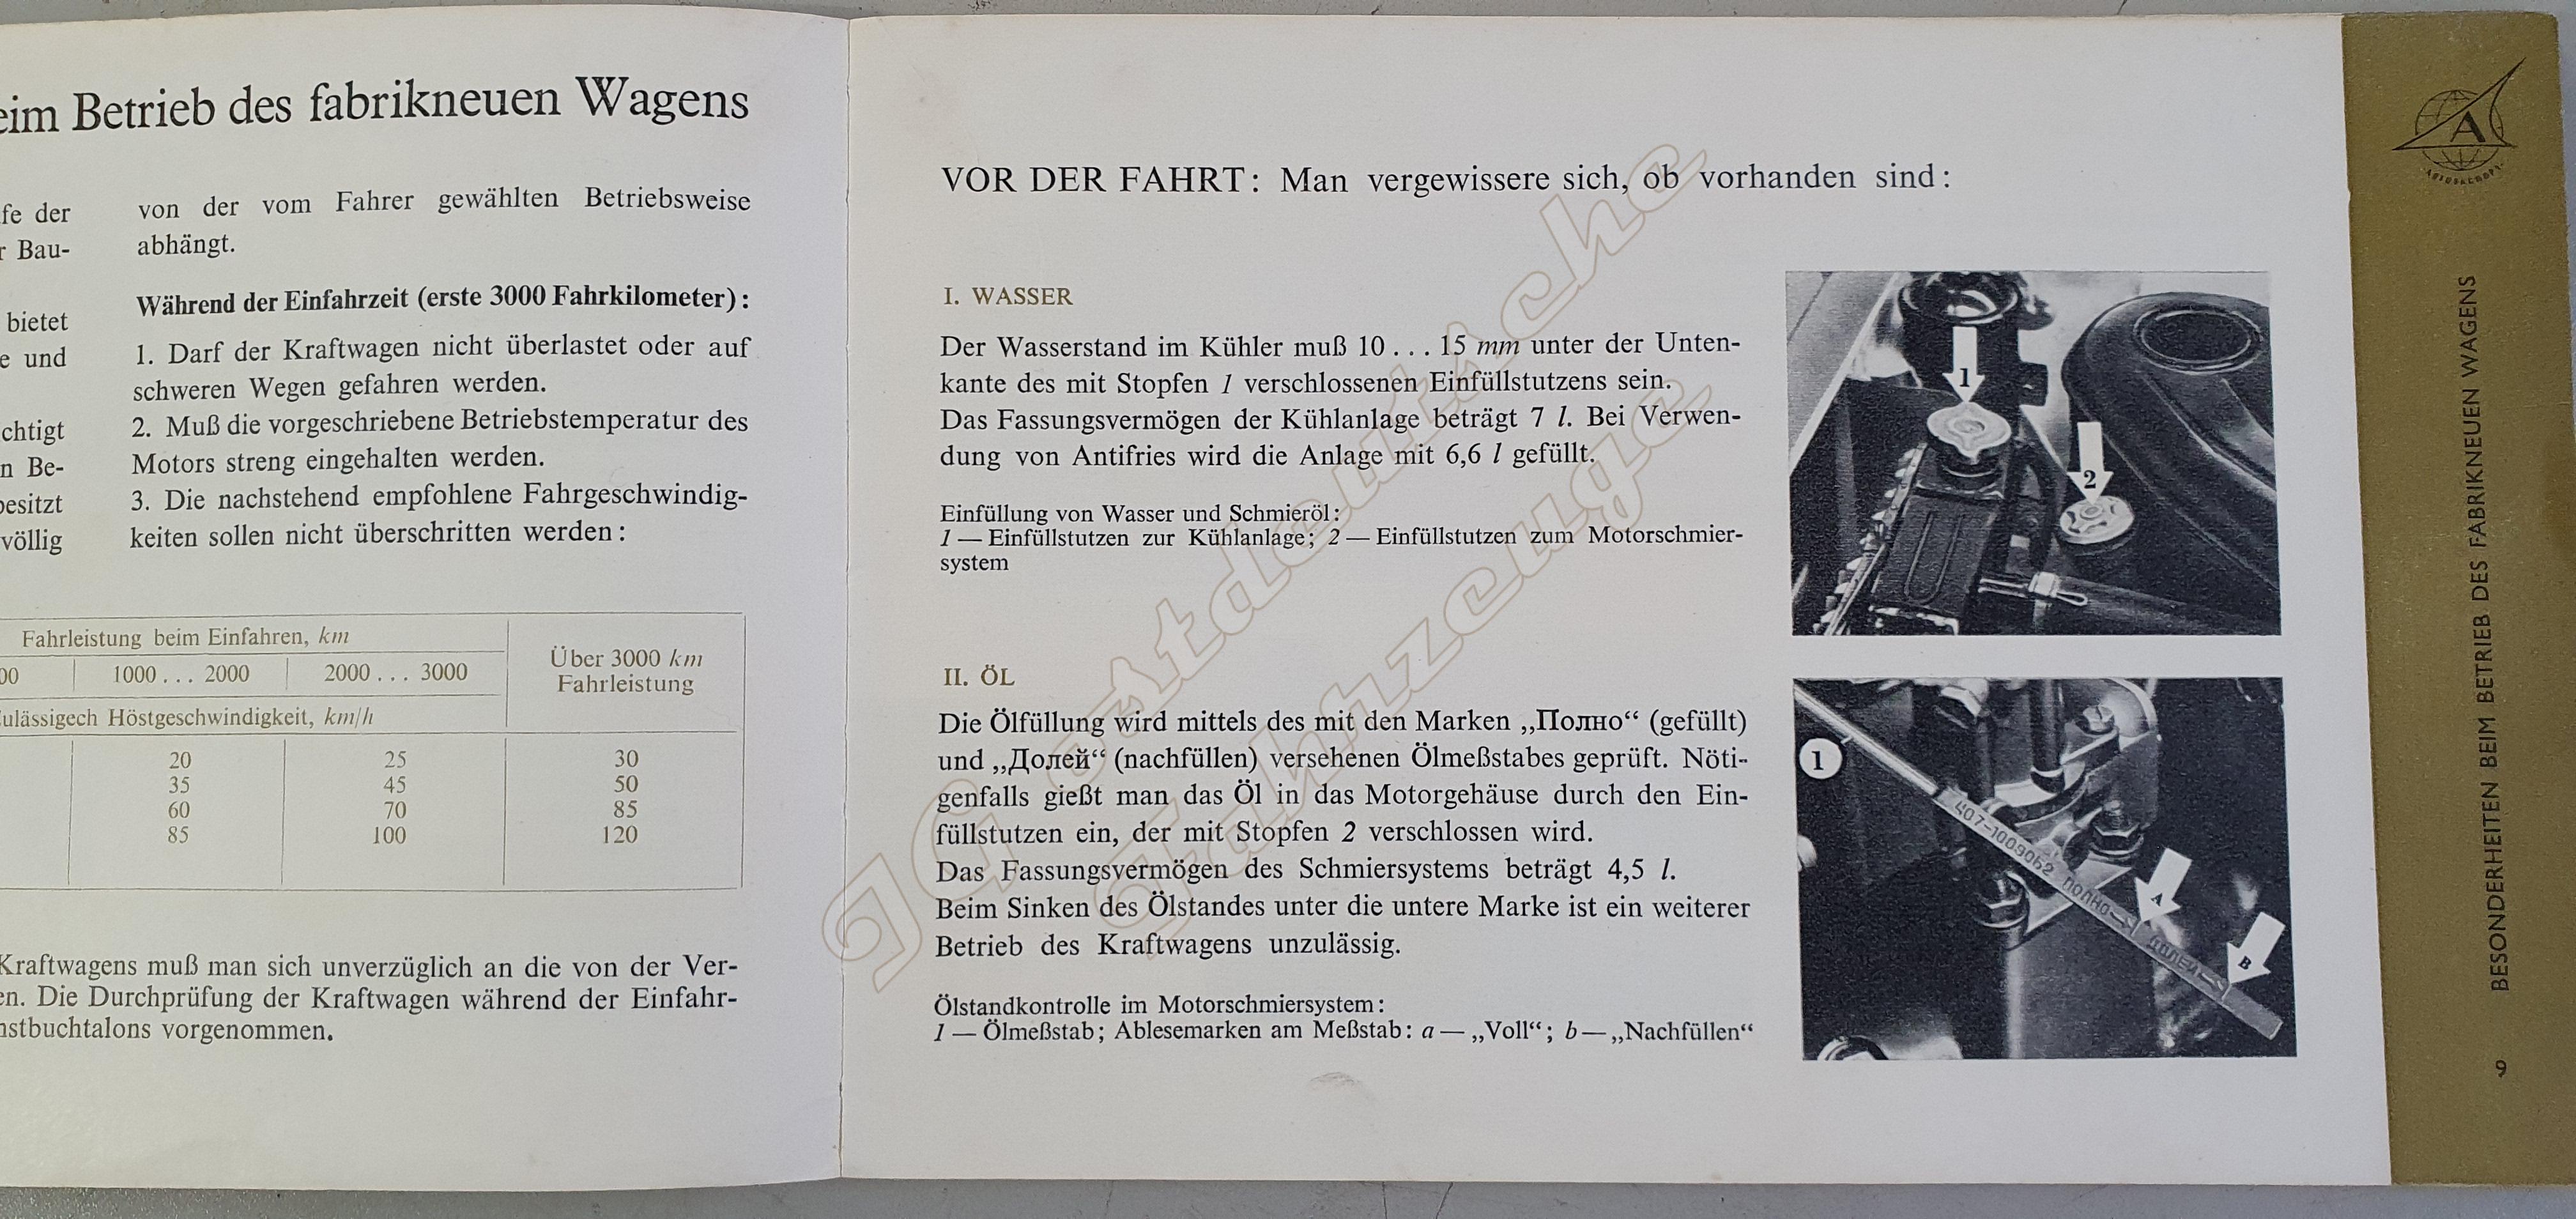 eim Betrieb des fabrikneuen Wagens
fe der
r Bau-
bietet
e und
chtigt
n Be-
besitzt
völlig
von der vom Fahrer gewählten Betriebsweise
abhängt.
Während der Einfahrzeit (erste 3000 Fahrkilometer):
1. Darf der Kraftwagen nicht überlastet oder auf
schweren Wegen gefahren werden.
2. Muß die vorgeschriebene Betriebstemperatur des
Motors streng eingehalten werden.
3. Die nachstehend empfohlene Fahrgeschwindig-
keiten sollen nicht überschritten werden:
Fahrleistung beim Einfahren, km
Über 3000 km
Fahrleistung
00 1000 . . . 2000 2000 . . . 3000
ulässigech Höstgeschwindigkeit, km/h
20 25 30
35 45 50
60 70 85
85 100 120
Kraftwagens muß man sich unverzüglich an die von der Ver-
en. Die Durchprüfung der Kraftwagen während der Einfahr-
nstbuchtalons vorgenommen.
VOR DER FAHRT: Man vergewissere sich, ob vorhanden sind:
I. WASSER
Der Wasserstand im Kühler muß 10 . . . 15 mm unter der Unten-
kante des mit Stopfen 1 verschlossenen Einfüllstutzens sein.
Das Fassungsvermögen der Kühlanlage beträgt 7 l. Bei Verwen-
dung von Antifries wird die Anlage mit 6,6 l gefüllt.
Einfüllung von Wasser und Schmieröl:
1 — Einfüllstutzen zur Kühlanlage; 2 — Einfüllstutzen zum Motorschmier-
system
1
2
II. ÖL
Die Ölfüllung wird mittels des mit den Marken „Полно“ (gefüllt)
und „Долей“ (nachfüllen) versehenen Ölmeßstabes geprüft. Nöti-
genfalls gießt man das Öl in das Motorgehäuse durch den Ein-
füllstutzen ein, der mit Stopfen 2 verschlossen wird.
Das Fassungsvermögen des Schmiersystems beträgt 4,5 l.
Beim Sinken des Ölstandes unter die untere Marke ist ein weiterer
Betrieb des Kraftwagens unzulässig.
Ölstandkontrolle im Motorschmiersystem:
1 — Ölmeßstab; Ablesemarken am Meßstab: a — „Voll“; b — „Nachfüllen“
1
407-1009062 ПОЛНО
ДОЛЕЙ
A
B
IG ostdeutsche
Fahrzeuge
A
BESONDERHEITEN BEIM BETRIEB DES FABRIKNEUEN WAGENS
9